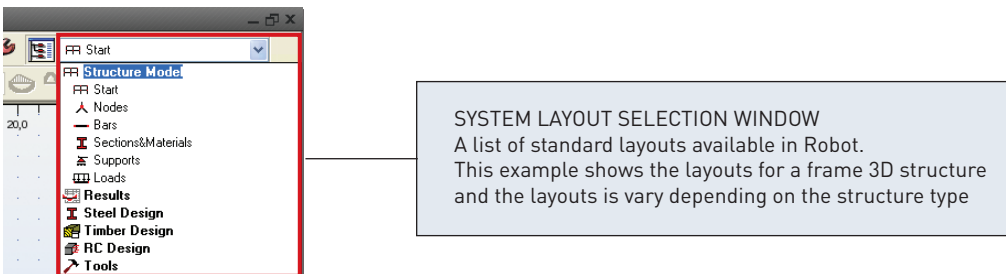 Start
Structure Model
Start
Nodes
20,0
Bars
Sections&Materials
Supports
Loads
Results
Steel Design
Timber Design
RC Design
Tools
SYSTEM LAYOUT SELECTION WINDOW
A list of standard layouts available in Robot.
This example shows the layouts for a frame 3D structure
and the layouts is vary depending on the structure type